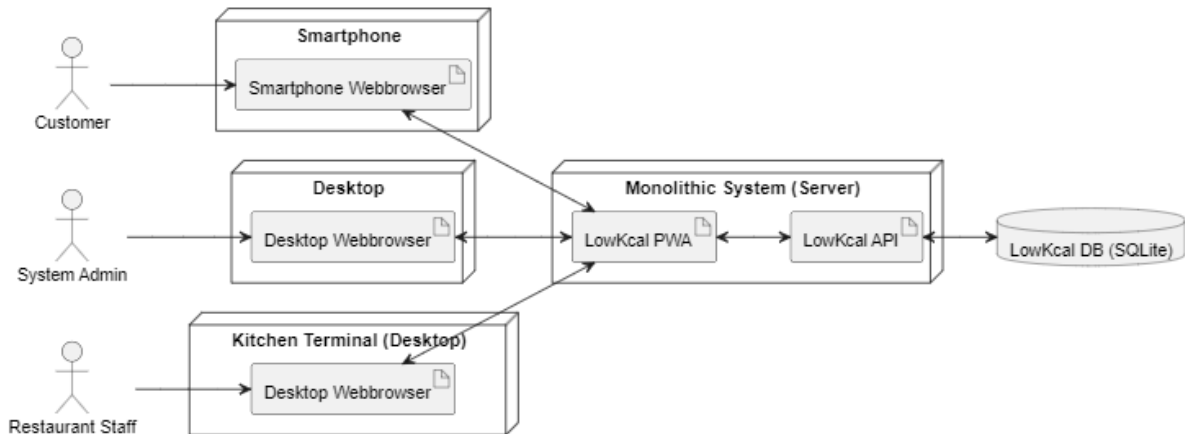 Smartphone
Smartphone Webbrowser
Customer
Desktop
Desktop Webbrowser
System Admin
Monolithic System (Server)
LowKcal PWA
LowKcal API
LowKcal DB (SQLite)
Kitchen Terminal (Desktop)
Desktop Webbrowser
Restaurant Staff